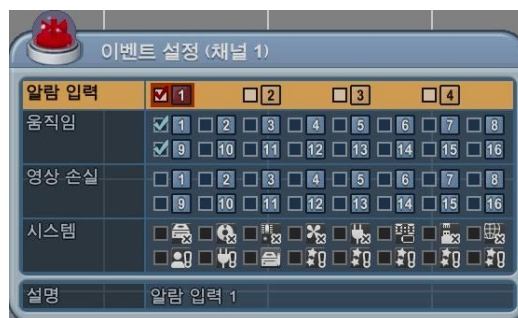 이벤트 설정 (채널 1)
알람 입력 1 2 3 4
움직임 1 2 3 4 5 6 7 8
9 10 11 12 13 14 15 16
영상 손실 1 2 3 4 5 6 7 8
9 10 11 12 13 14 15 16
시스템
설명 알람 입력 1